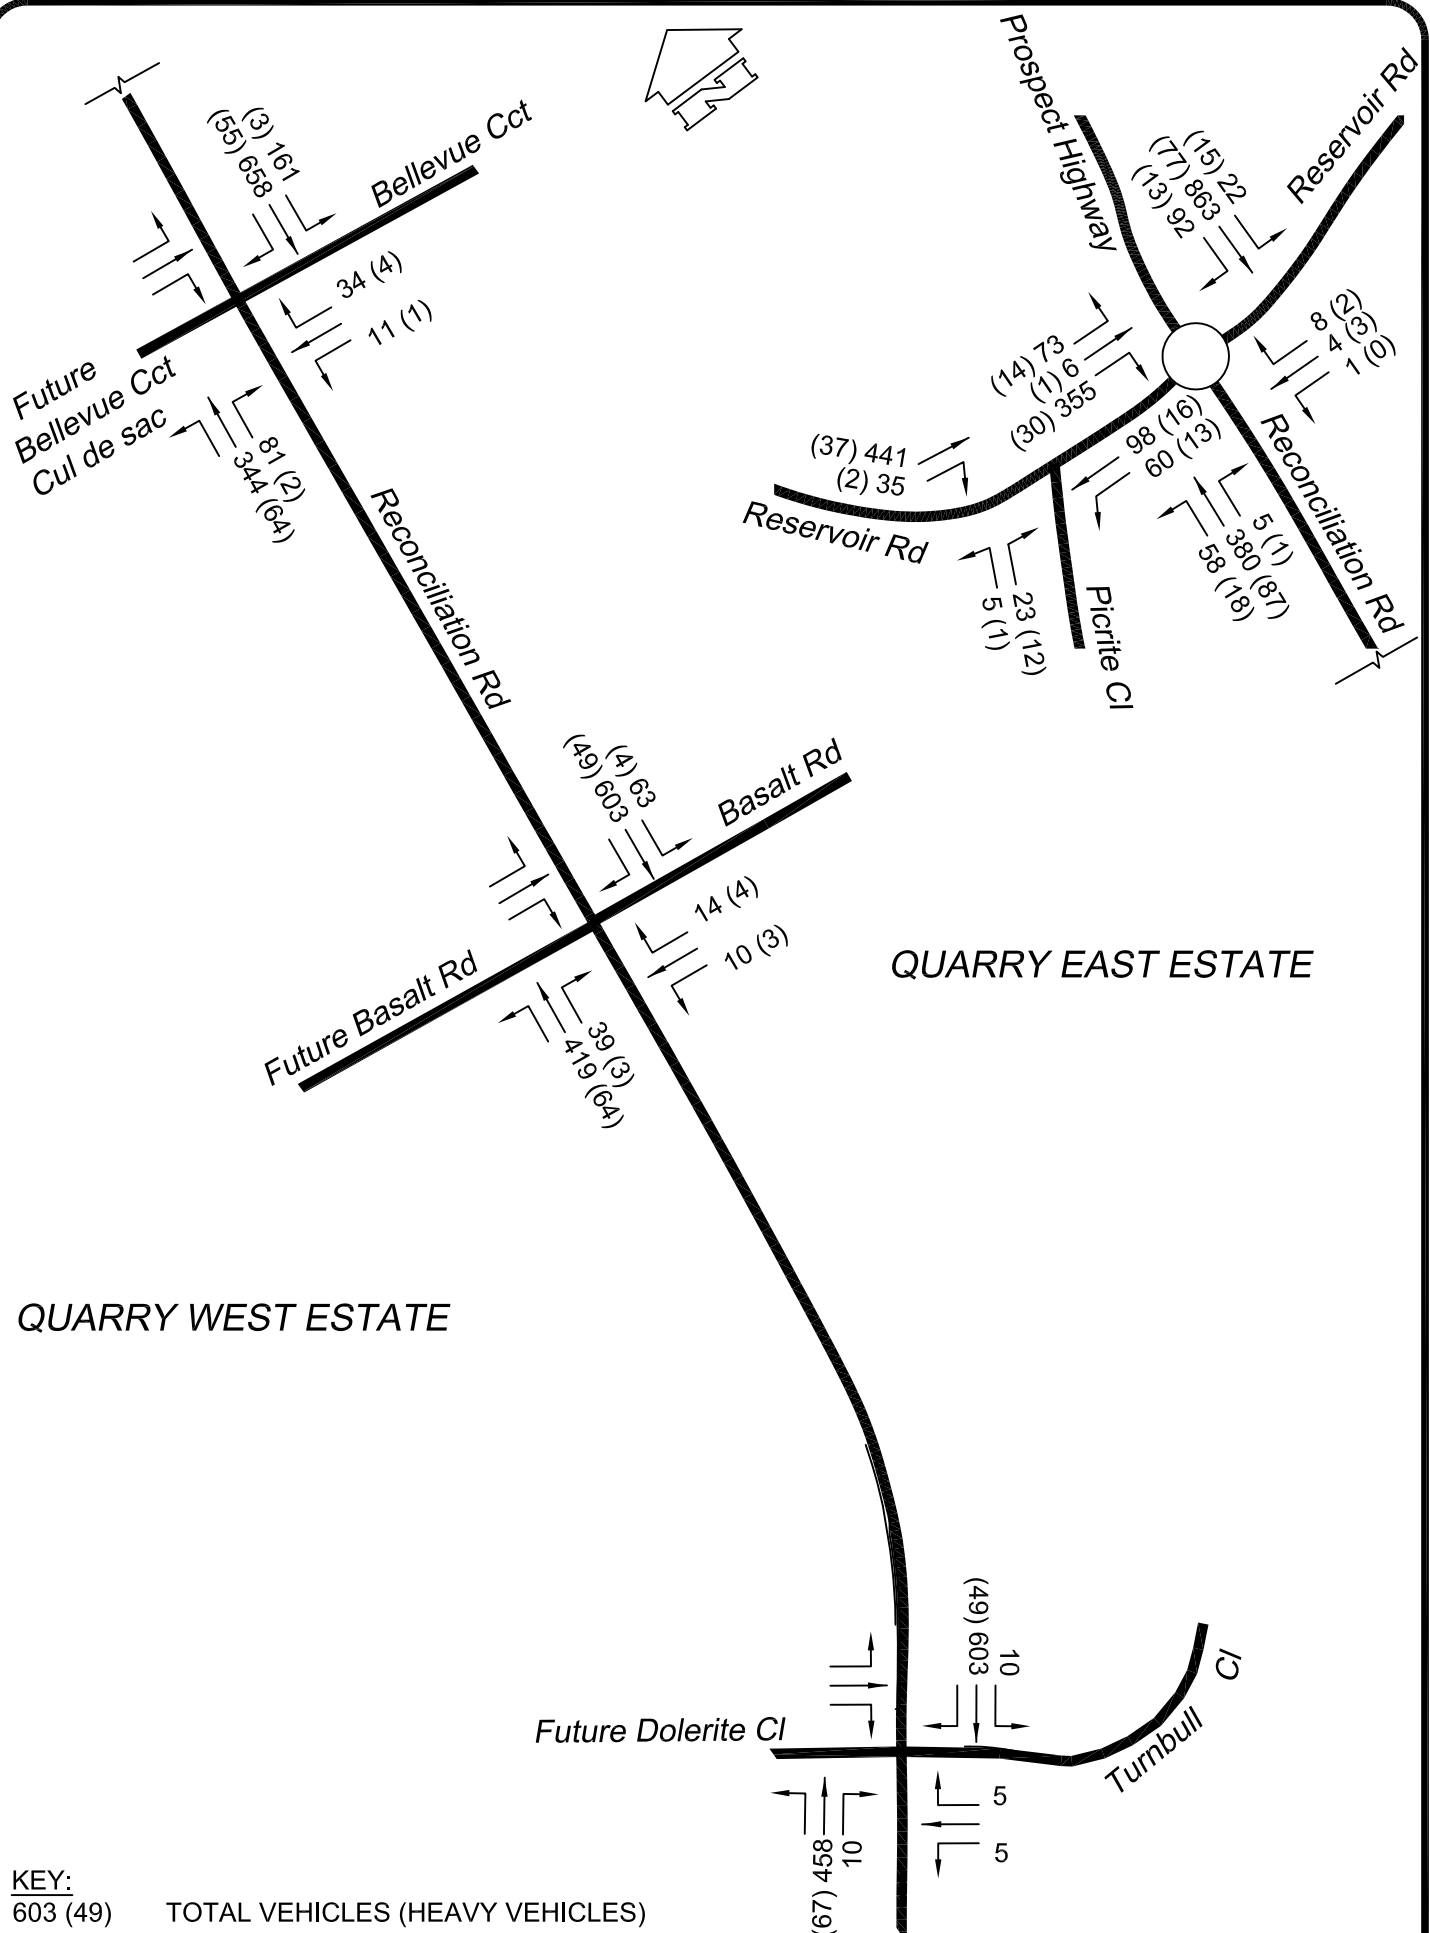 N
Prospect Highway
Reservoir Rd
(15) 22
(77) 863
(13) 92
(3) 161
(55) 658
Bellevue Cct
34 (4)
11 (1)
Future
Bellevue Cct
Cul de sac
81 (2)
344 (64)
8 (2)
4 (3)
1 (0)
(14) 73
(1) 6
(30) 355
(37) 441
(2) 35
98 (16)
60 (13)
Reservoir Rd
5 (1)
380 (87)
58 (18)
Reconciliation Rd
23 (12)
5 (1)
Picrite Cl
Reconciliation Rd
(4) 63
(49) 603
Basalt Rd
14 (4)
10 (3)
Future Basalt Rd
39 (3)
419 (64)
QUARRY EAST ESTATE
QUARRY WEST ESTATE
10
(49) 603
Future Dolerite Cl
Turnbull Cl
5
5
(67) 458
10
KEY:
603 (49) TOTAL VEHICLES (HEAVY VEHICLES)